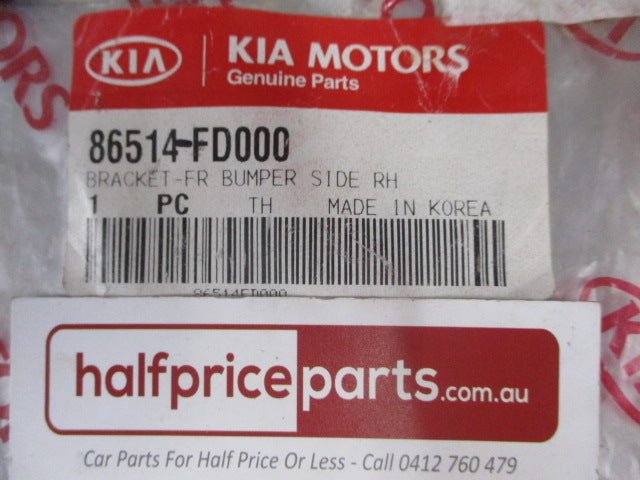 KIA
KIA MOTORS
Genuine Parts
86514-FD000
BRACKET-FR BUMPER SIDE RH
1 PC TH MADE IN KOREA
86514FD000
halfpriceparts.com.au
Car Parts For Half Price Or Less - Call 0412 760 479